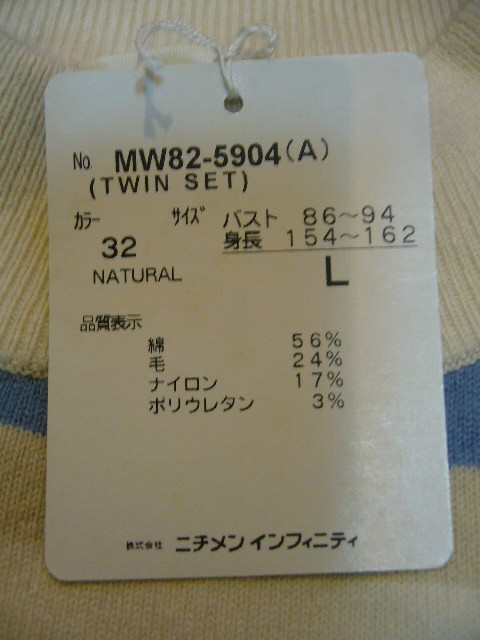 No. MW82-5904(A)
(TWIN SET)
ｶﾗｰ ｻｲｽﾞ バスト 86～94
32 身長 154～162
NATURAL L
品質表示
綿 56%
毛 24%
ナイロン 17%
ポリウレタン 3%
株式会社 ニチメン インフィニティ